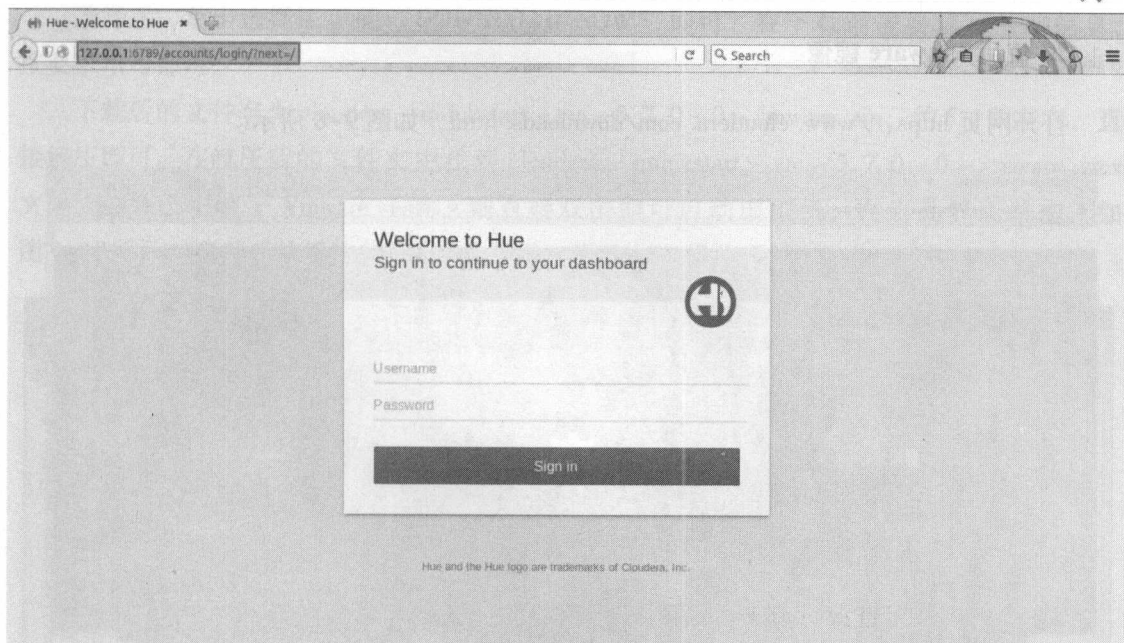 Hue - Welcome to Hue
127.0.0.1:6789/accounts/login/?next=/
Search
Welcome to Hue
Sign in to continue to your dashboard
Username
Password
Sign in
Hue and the Hue logo are trademarks of Cloudera, Inc.